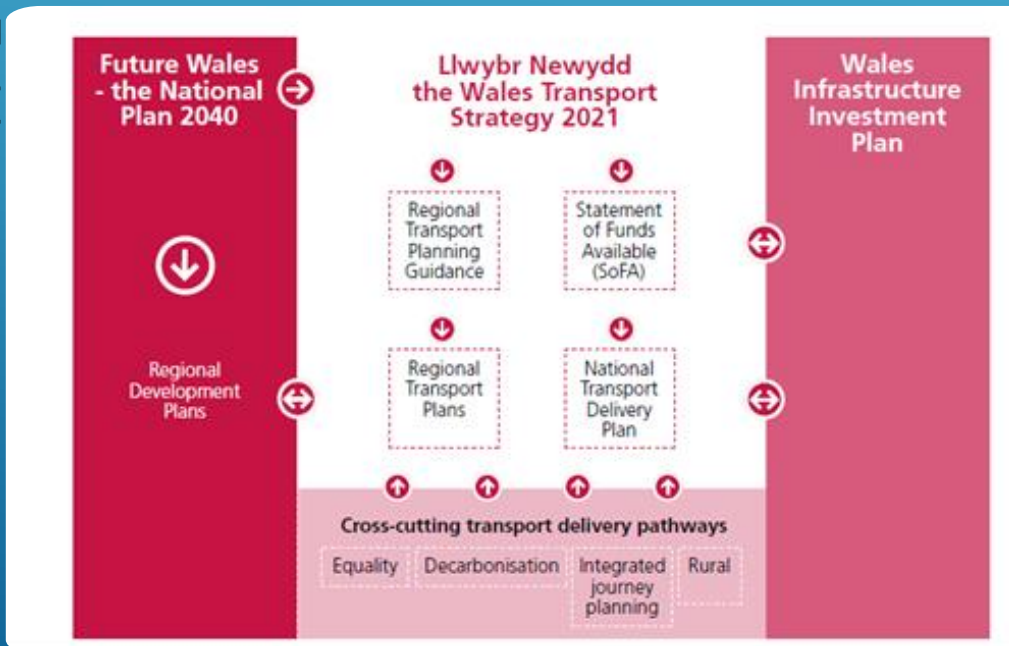 Future Wales
- the National
Plan 2040
Regional
Development
Plans
Llwybr Newydd
the Wales Transport
Strategy 2021
Regional
Transport
Planning
Guidance
Statement
of Funds
Available
(SoFA)
Regional
Transport
Plans
National
Transport
Delivery
Plan
Cross-cutting transport delivery pathways
Equality
Decarbonisation
Integrated
journey
planning
Rural
Wales
Infrastructure
Investment
Plan